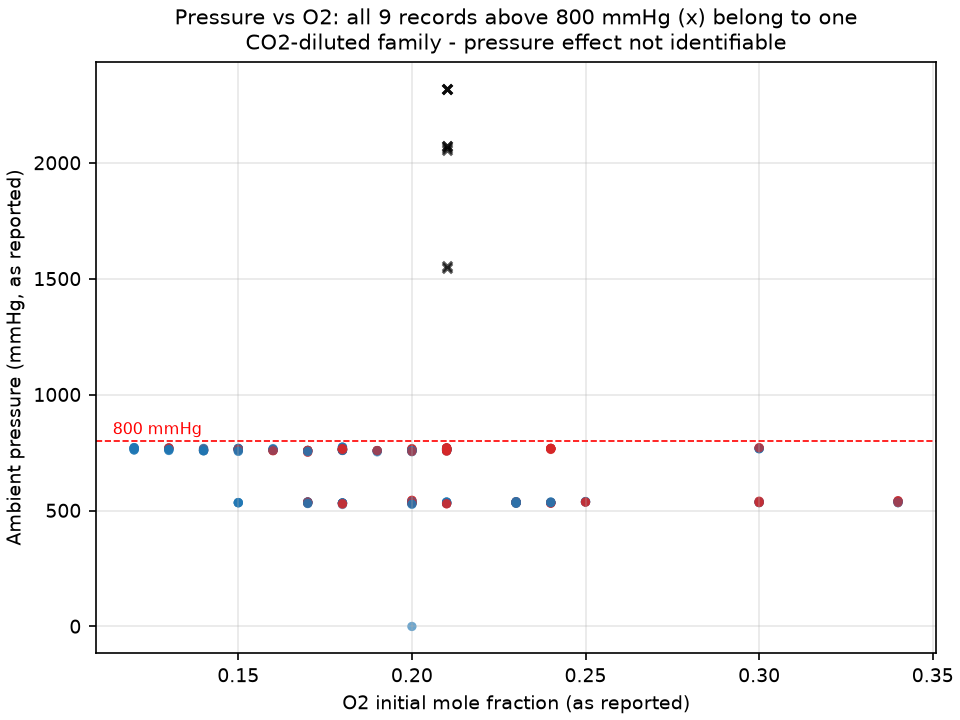 Pressure vs O2: all 9 records above 800 mmHg (x) belong to one
CO2-diluted family - pressure effect not identifiable
Ambient pressure (mmHg, as reported)
2000
1500
1000
500
0
800 mmHg
0.15
0.20
0.25
0.30
0.35
O2 initial mole fraction (as reported)